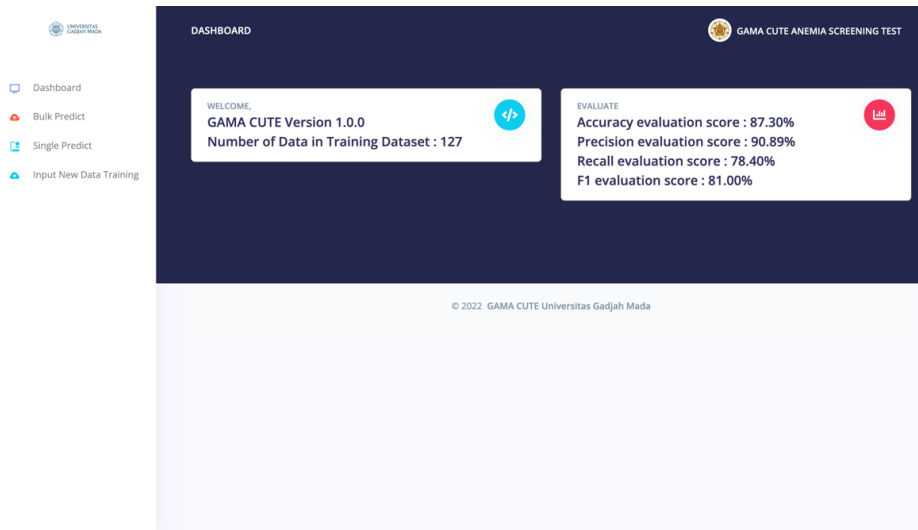 UNIVERSITAS
GADJAH MADA
DASHBOARD
GAMA CUTE ANEMIA SCREENING TEST
Dashboard
Bulk Predict
Single Predict
Input New Data Training
WELCOME,
GAMA CUTE Version 1.0.0
Number of Data in Training Dataset : 127
EVALUATE
Accuracy evaluation score : 87.30%
Precision evaluation score : 90.89%
Recall evaluation score : 78.40%
F1 evaluation score : 81.00%
© 2022 GAMA CUTE Universitas Gadjah Mada